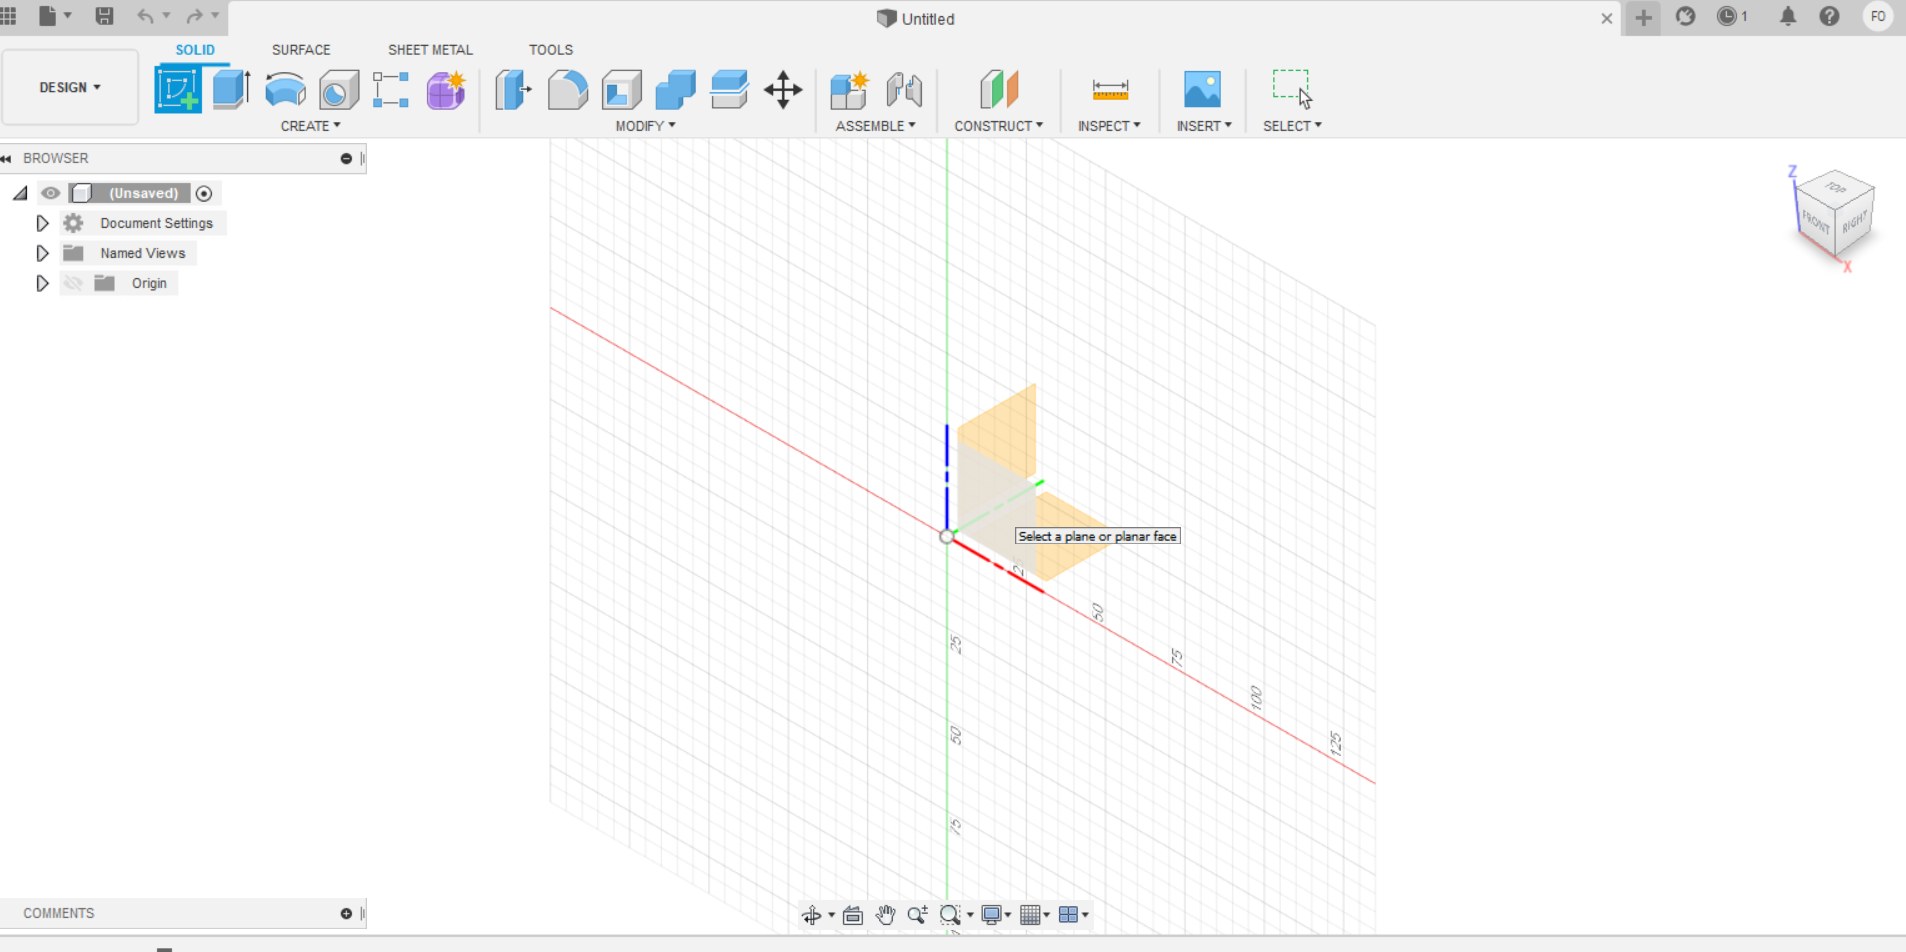 Untitled
1
FO
SOLID
SURFACE
SHEET METAL
TOOLS
DESIGN
CREATE
MODIFY
ASSEMBLE
CONSTRUCT
INSPECT
INSERT
SELECT
BROWSER
(Unsaved)
Document Settings
Named Views
Origin
Z
TOP
FRONT
RIGHT
X
Select a plane or planar face
50
75
100
125
25
50
75
COMMENTS